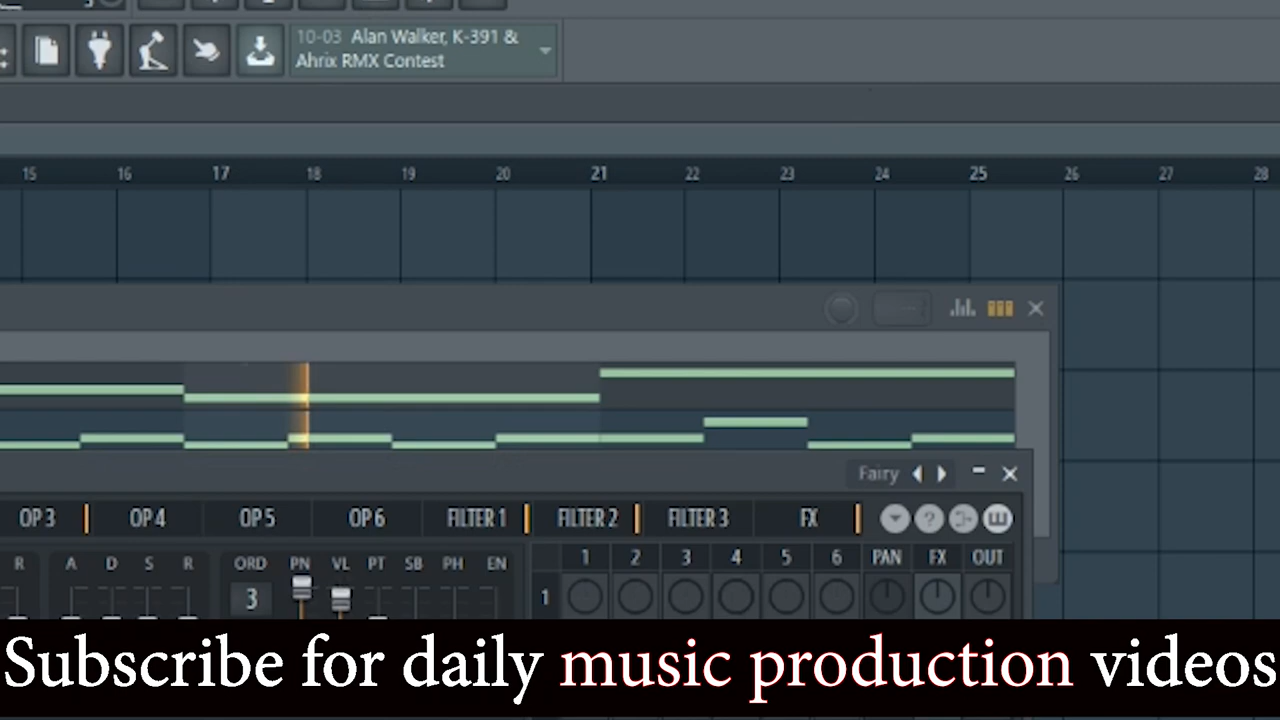 10-03 Alan Walker, K-391 &
Ahrix RMX Contest
15 16 17 18 19 20 21 22 23 24 25 26 27 28
Fairy
OP 3 OP 4 OP 5 OP 6 FILTER 1 FILTER 2 FILTER 3 FX
?
1 2 3 4 5 6 PAN FX OUT
R A D S R ORD PN VL PT SB PH EN
3 1
Subscribe for daily music production videos